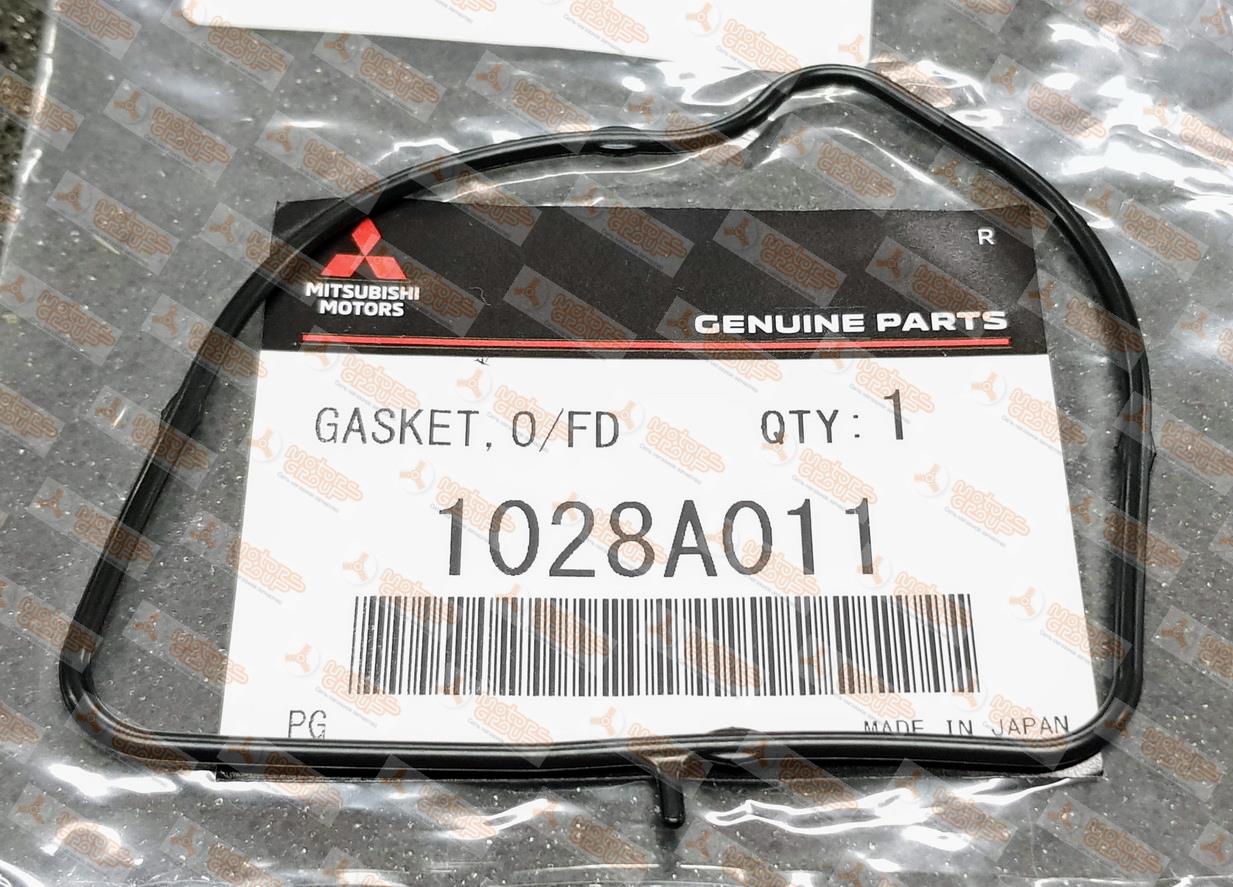 R
MITSUBISHI
MOTORS
GENUINE PARTS
GASKET, O/FD QTY: 1
1028A011
PG
MADE IN JAPAN